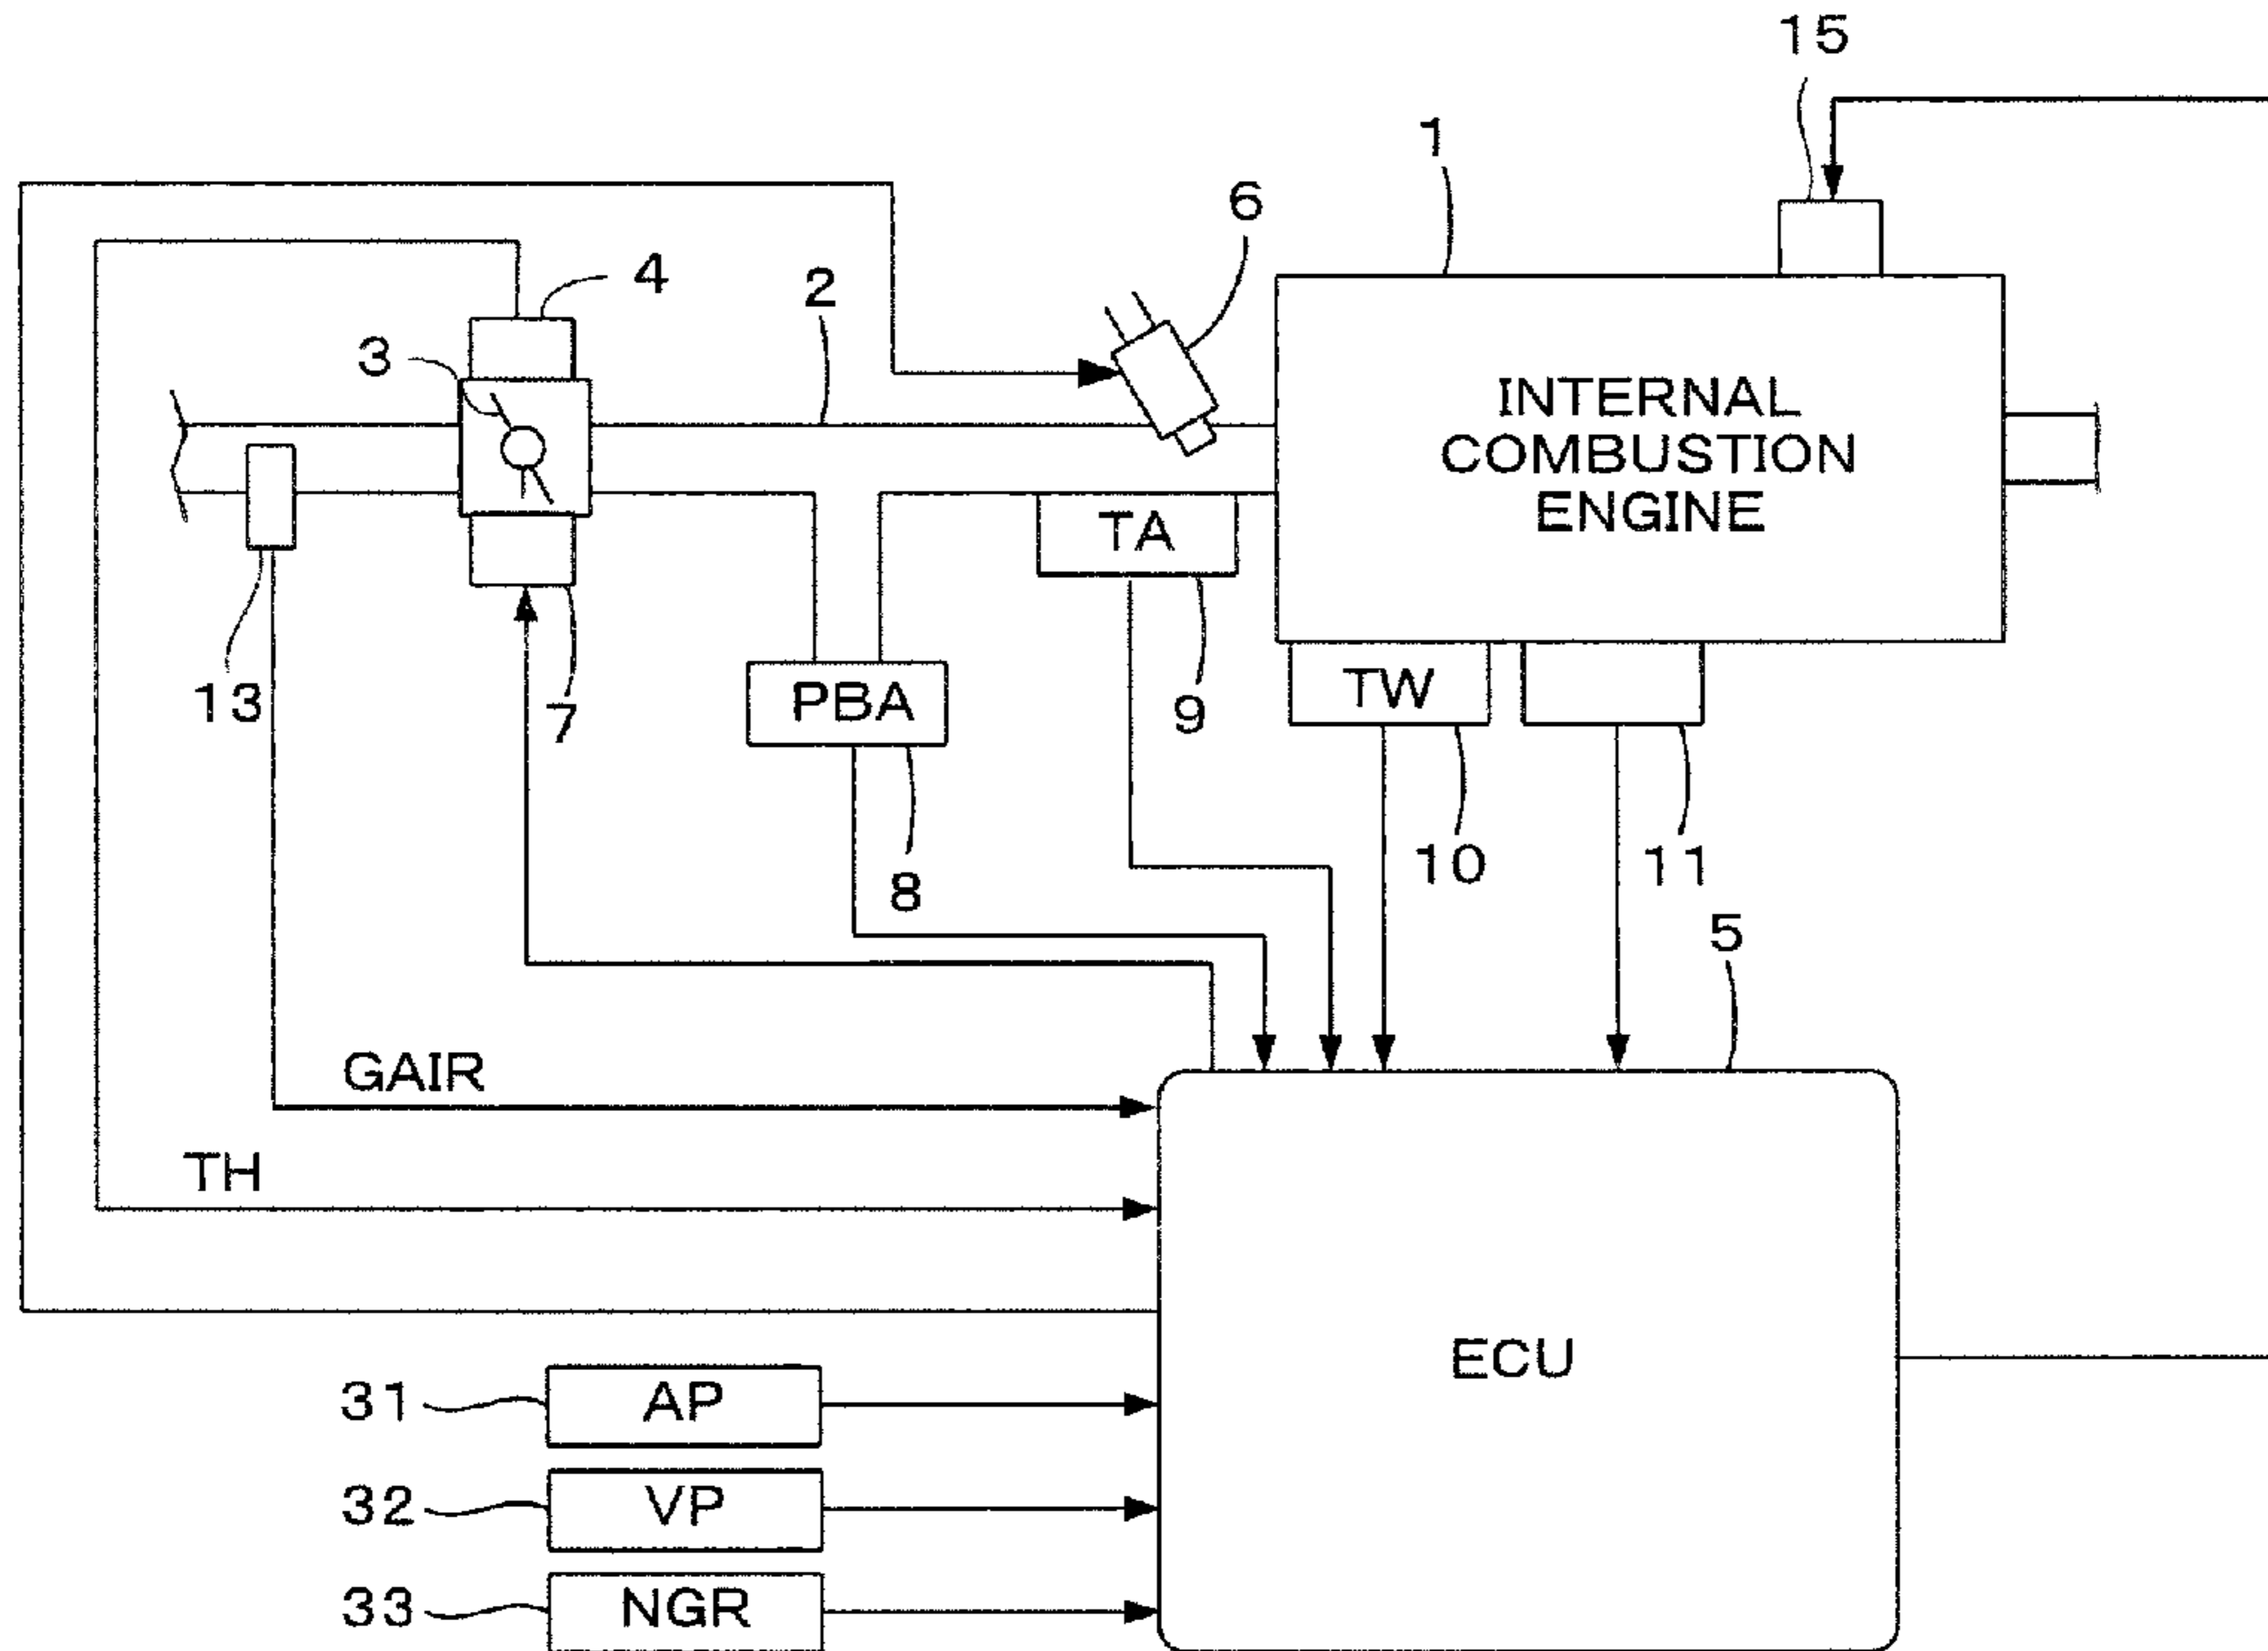 15
1
6
4
2
3
INTERNAL
COMBUSTION
ENGINE
TA
13
7
PBA
9
TW
8
10
11
5
GAIR
TH
ECU
31 AP
32 VP
33 NGR